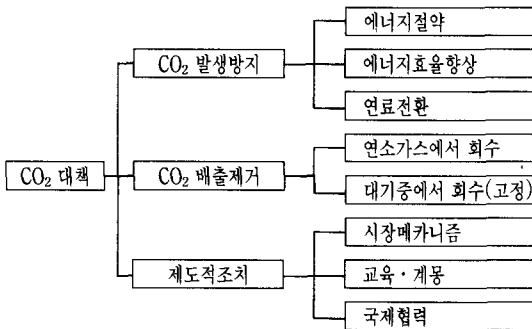 에너지절약
CO₂ 발생방지
에너지효율향상
연료전환
연소가스에서 회수
CO₂ 대책
CO₂ 배출제거
대기중에서 회수(고정)
시장메카니즘
제도적조치
교육·계몽
국제협력